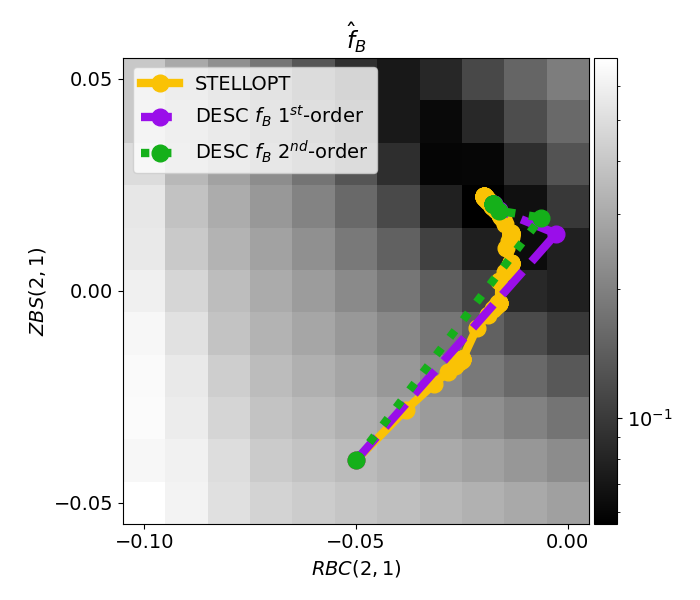 $\hat{f}_B$
STELLOPT
DESC $f_B$ 1$^{st}$-order
DESC $f_B$ 2$^{nd}$-order
0.05
0.00
−0.05
ZBS(2, 1)
10$^{-1}$
−0.10
−0.05
0.00
RBC(2, 1)